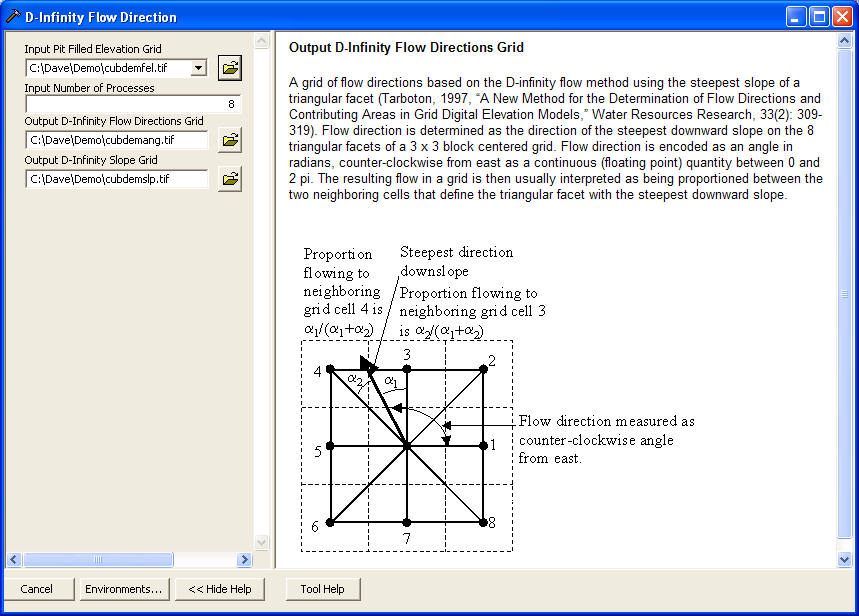 D-Infinity Flow Direction
Input Pit Filled Elevation Grid
C:\Dave\Demo\cubdemfel.tif
Input Number of Processes
8
Output D-Infinity Flow Directions Grid
C:\Dave\Demo\cubdemang.tif
Output D-Infinity Slope Grid
C:\Dave\Demo\cubdemslp.tif
Output D-Infinity Flow Directions Grid
A grid of flow directions based on the D-infinity flow method using the steepest slope of a
triangular facet (Tarboton, 1997, "A New Method for the Determination of Flow Directions and
Contributing Areas in Grid Digital Elevation Models," Water Resources Research, 33(2): 309-
319). Flow direction is determined as the direction of the steepest downward slope on the 8
triangular facets of a 3 x 3 block centered grid. Flow direction is encoded as an angle in
radians, counter-clockwise from east as a continuous (floating point) quantity between 0 and
2 pi. The resulting flow in a grid is then usually interpreted as being proportioned between the
two neighboring cells that define the triangular facet with the steepest downward slope.
Proportion
flowing to
neighboring
grid cell 4 is
α1/(α1+α2)
Steepest direction
downslope
Proportion flowing to
neighboring grid cell 3
is α2/(α1+α2)
3
2
4
α2
α1
Flow direction measured as
counter-clockwise angle
from east.
5
1
6
7
8
Cancel
Environments...
<< Hide Help
Tool Help